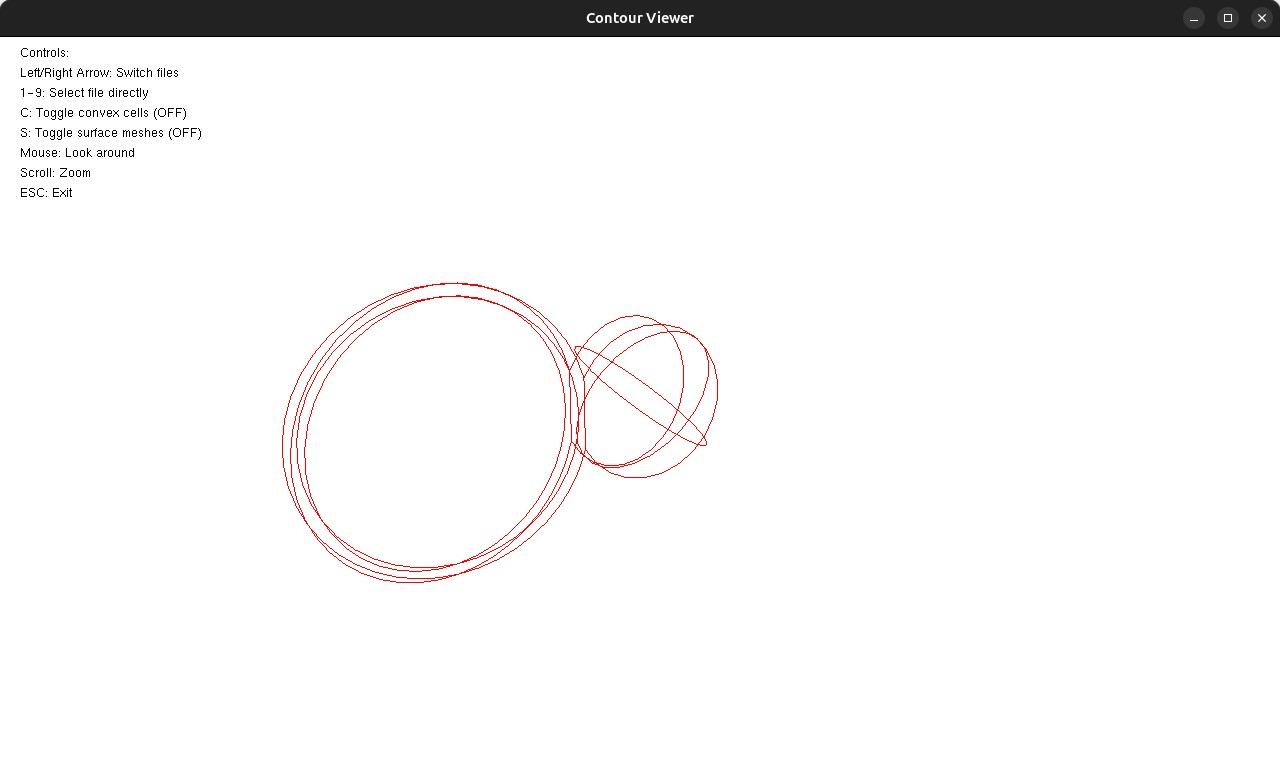 Contour Viewer
Controls:
Left/Right Arrow: Switch files
1-9: Select file directly
C: Toggle convex cells (OFF)
S: Toggle surface meshes (OFF)
Mouse: Look around
Scroll: Zoom
ESC: Exit